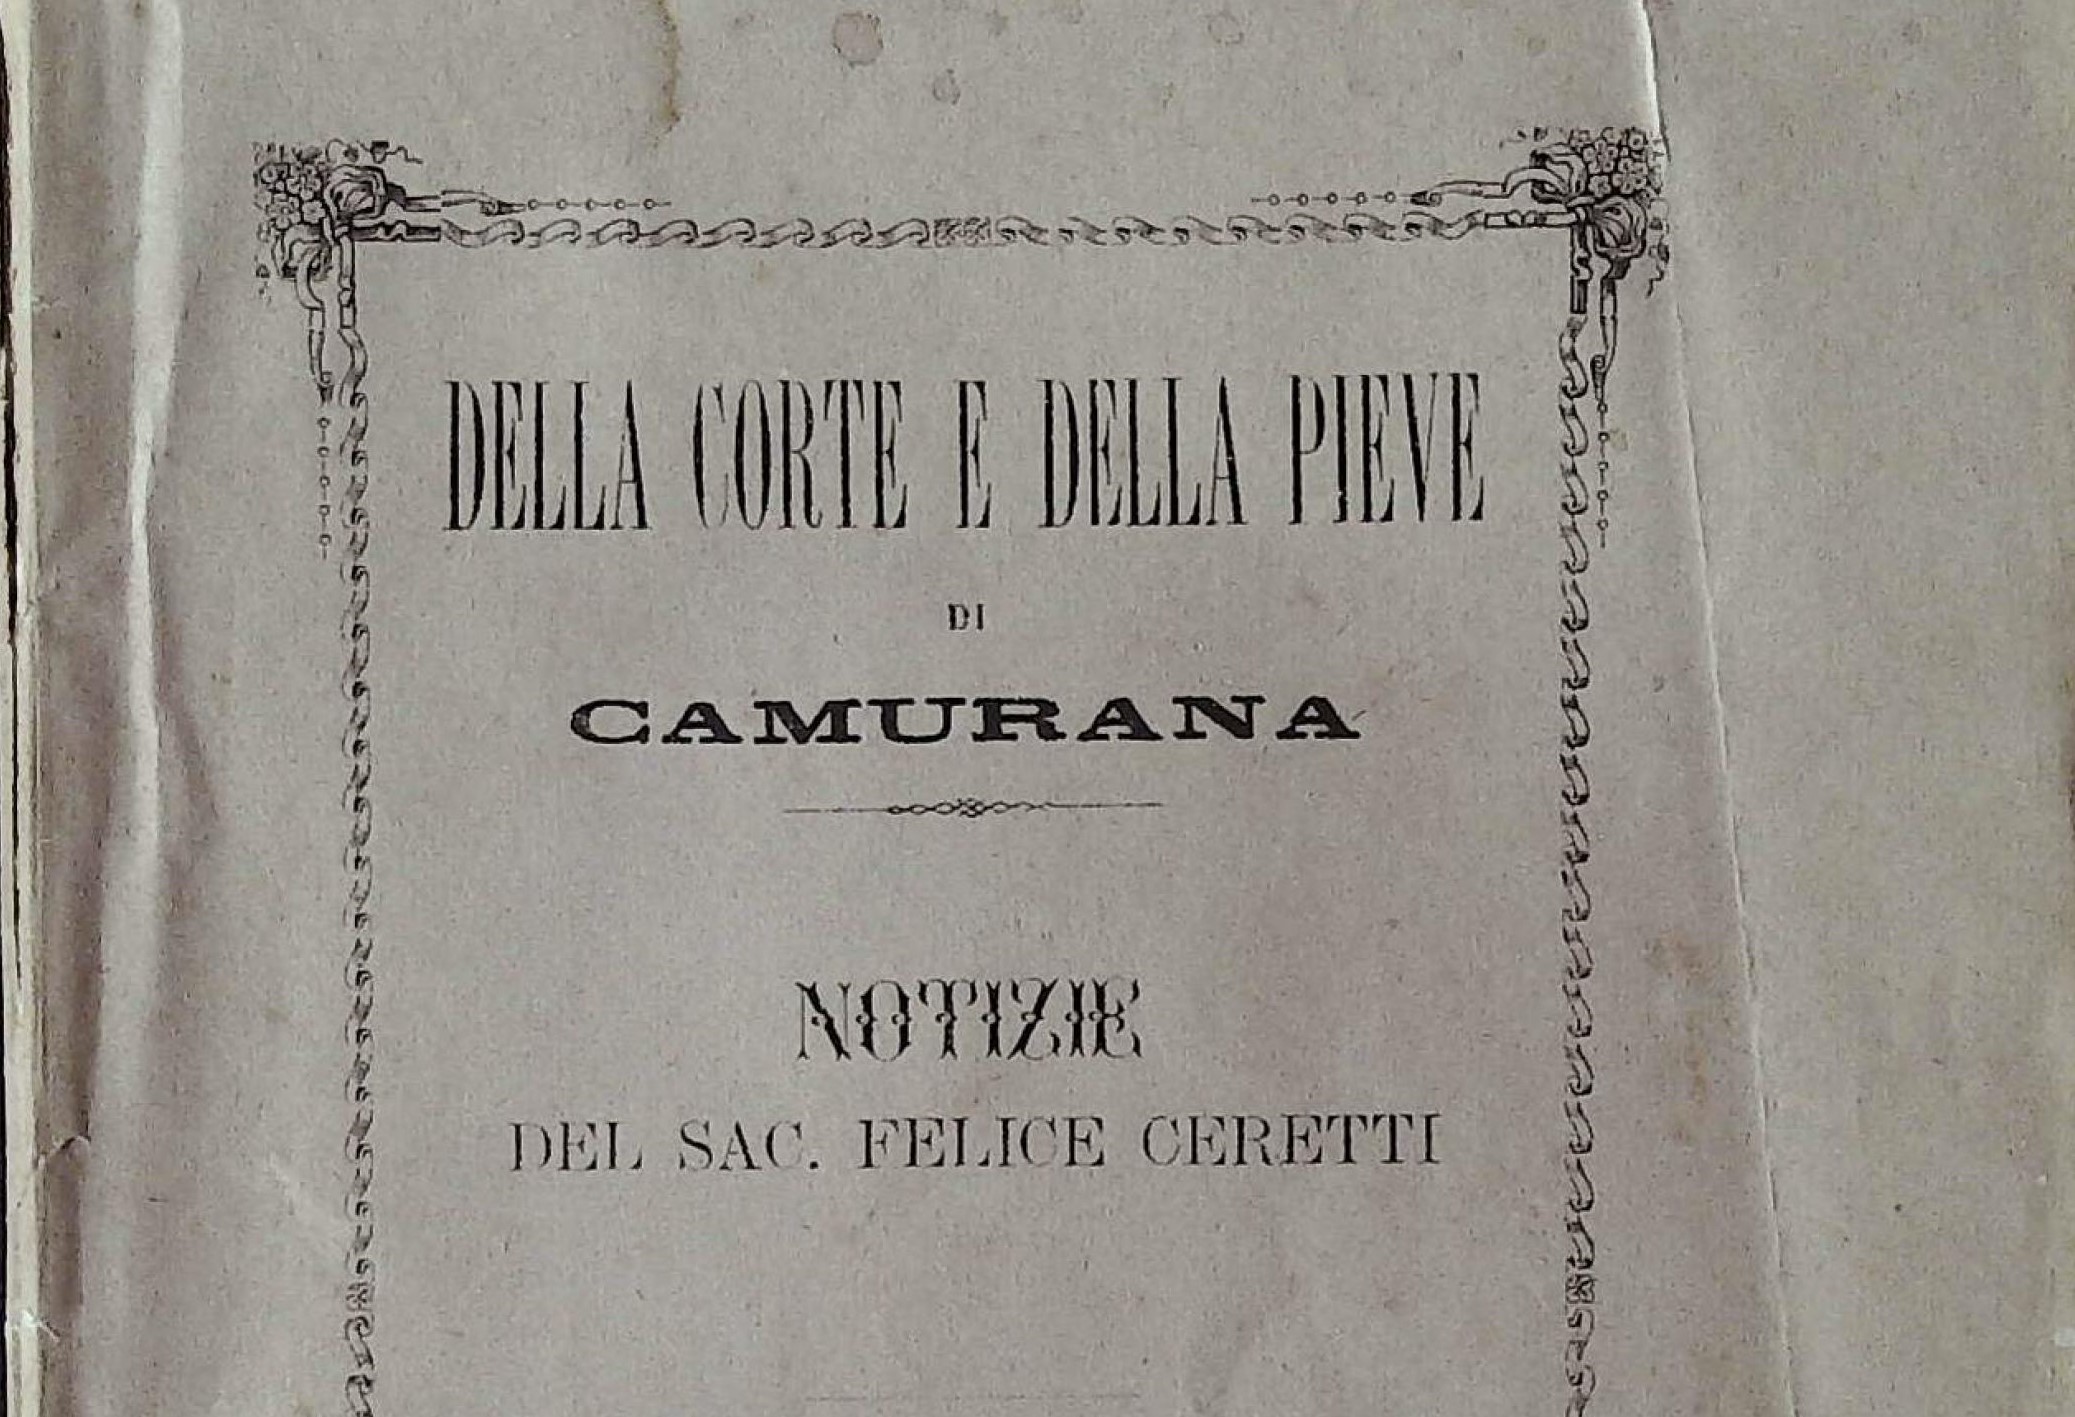 DELLA CORTE E DELLA PIEVE
DI
CAMURANA
NOTIZIE
DEL SAC. FELICE CERETTI